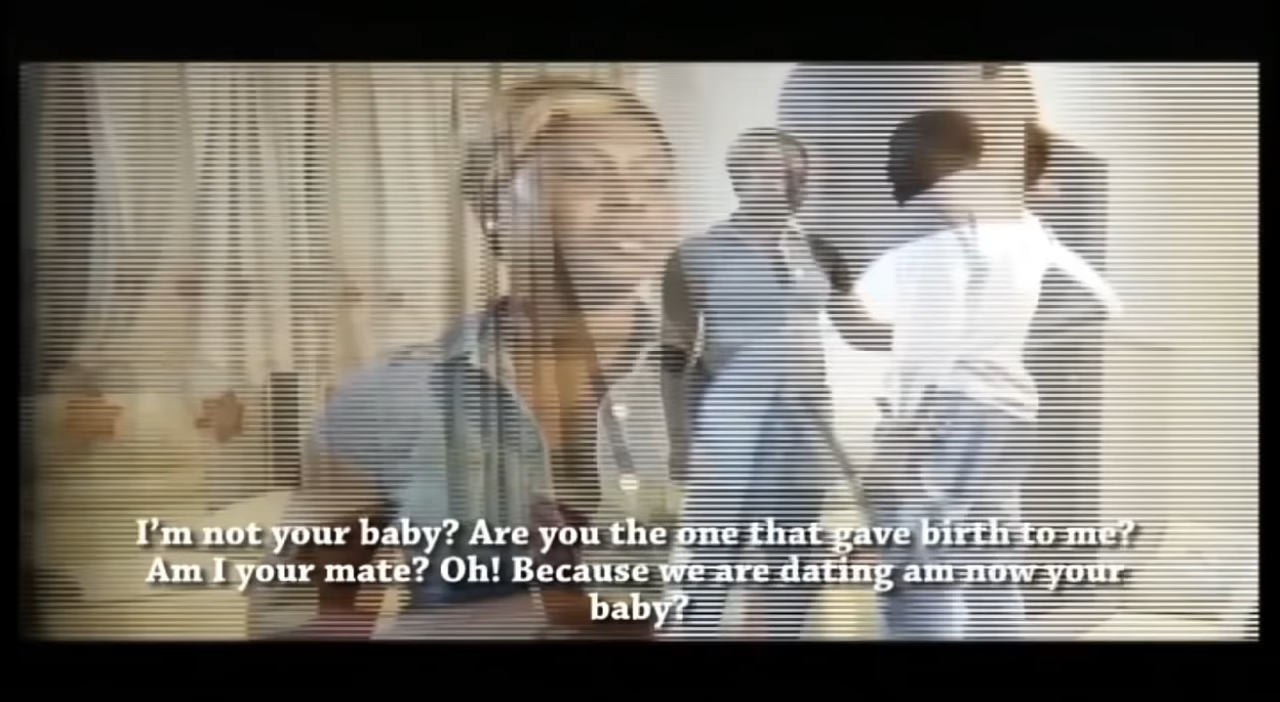 I'm not your baby? Are you the one that gave birth to me?
Am I your mate? Oh! Because we are dating am now your
baby?